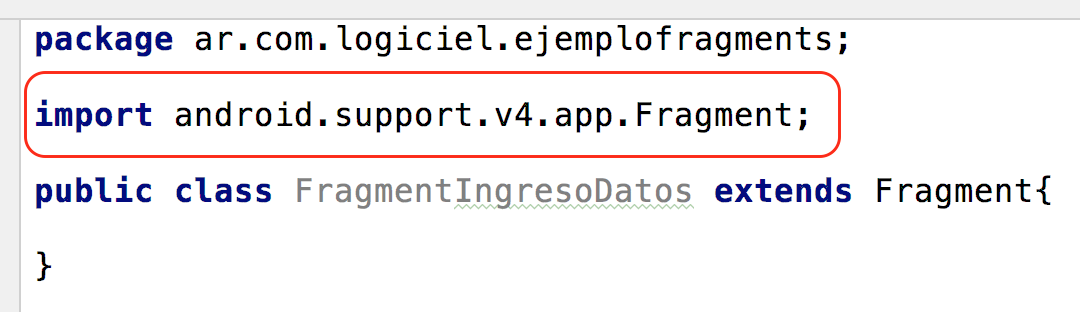 package ar.com.logiciel.ejemplofragments;
import android.support.v4.app.Fragment;
public class FragmentIngresoDatos extends Fragment{
}